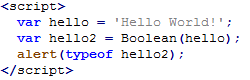 <script>
  var hello = 'Hello World!';
  var hello2 = Boolean(hello);
  alert(typeof hello2);
</script>